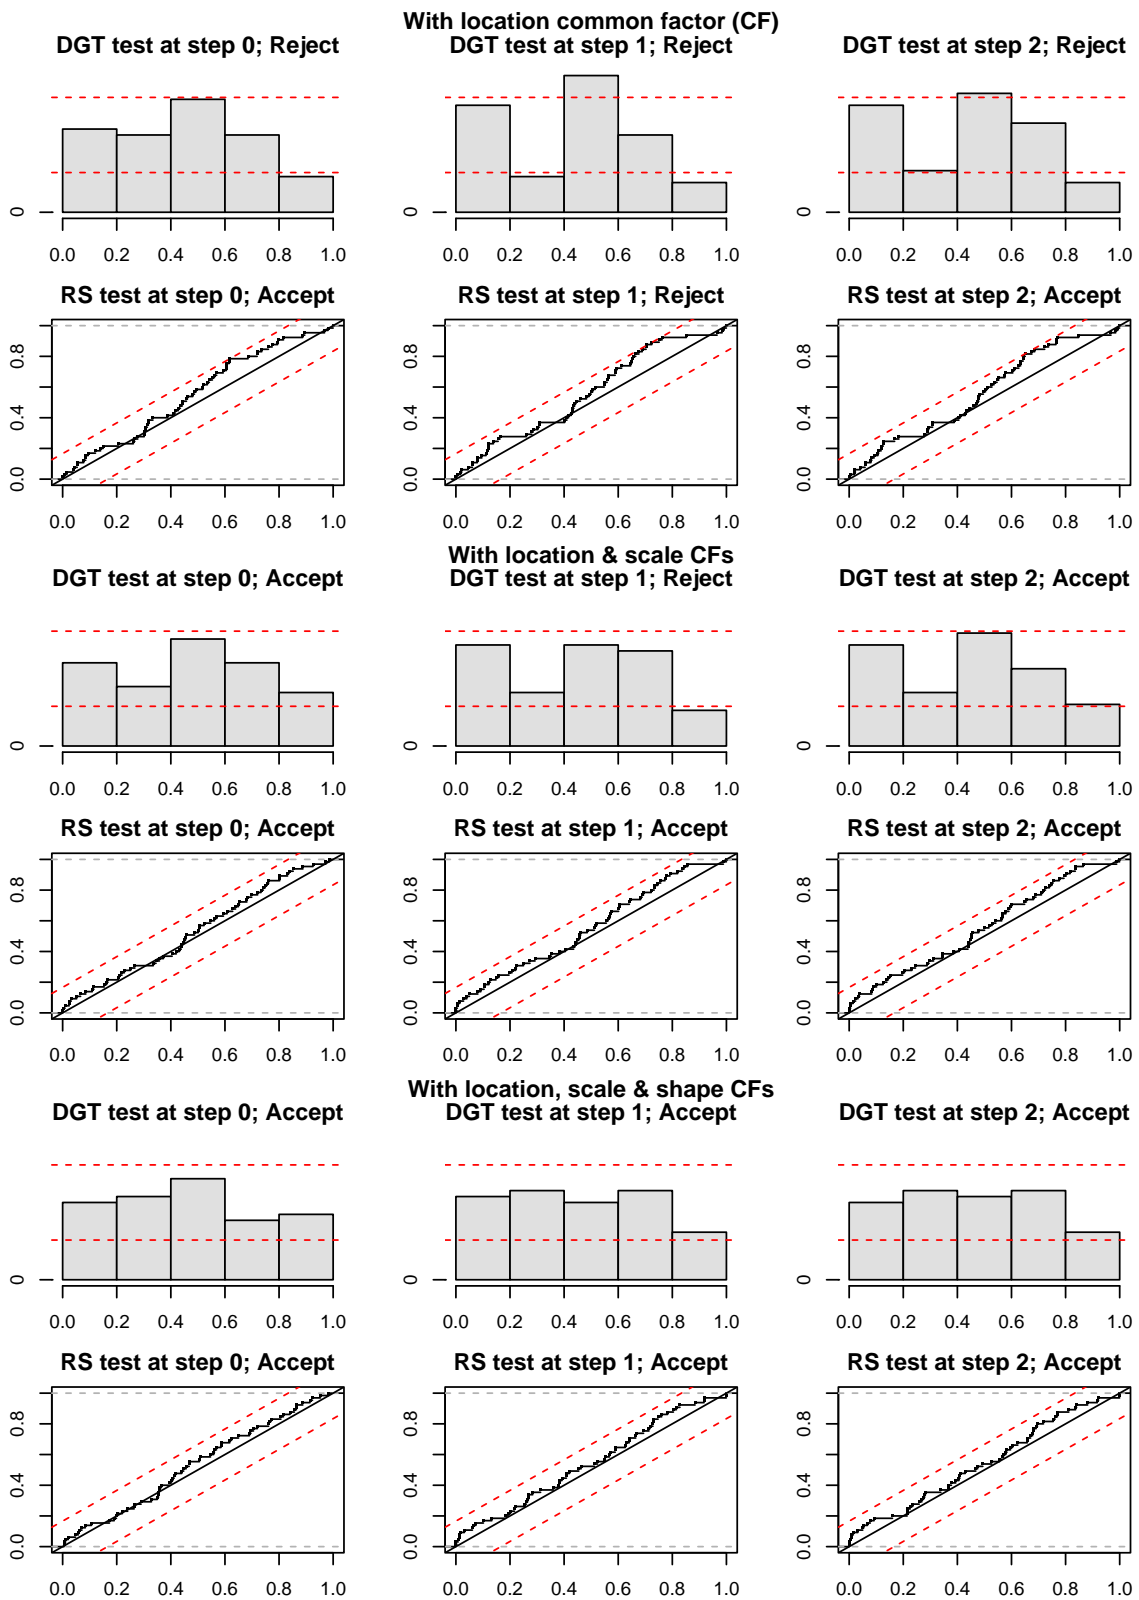 With location common factor (CF)
DGT test at step 0; Reject DGT test at step 1; Reject DGT test at step 2; Reject
0 0 0
0.0 0.2 0.4 0.6 0.8 1.0 0.0 0.2 0.4 0.6 0.8 1.0 0.0 0.2 0.4 0.6 0.8 1.0
RS test at step 0; Accept RS test at step 1; Reject RS test at step 2; Accept
0.8 0.8 0.8
0.4 0.4 0.4
0.0 0.0 0.0
0.0 0.2 0.4 0.6 0.8 1.0 0.0 0.2 0.4 0.6 0.8 1.0 0.0 0.2 0.4 0.6 0.8 1.0
With location & scale CFs
DGT test at step 0; Accept DGT test at step 1; Reject DGT test at step 2; Accept
0 0 0
0.0 0.2 0.4 0.6 0.8 1.0 0.0 0.2 0.4 0.6 0.8 1.0 0.0 0.2 0.4 0.6 0.8 1.0
RS test at step 0; Accept RS test at step 1; Accept RS test at step 2; Accept
0.8 0.8 0.8
0.4 0.4 0.4
0.0 0.0 0.0
0.0 0.2 0.4 0.6 0.8 1.0 0.0 0.2 0.4 0.6 0.8 1.0 0.0 0.2 0.4 0.6 0.8 1.0
With location, scale & shape CFs
DGT test at step 0; Accept DGT test at step 1; Accept DGT test at step 2; Accept
0 0 0
0.0 0.2 0.4 0.6 0.8 1.0 0.0 0.2 0.4 0.6 0.8 1.0 0.0 0.2 0.4 0.6 0.8 1.0
RS test at step 0; Accept RS test at step 1; Accept RS test at step 2; Accept
0.8 0.8 0.8
0.4 0.4 0.4
0.0 0.0 0.0
0.0 0.2 0.4 0.6 0.8 1.0 0.0 0.2 0.4 0.6 0.8 1.0 0.0 0.2 0.4 0.6 0.8 1.0